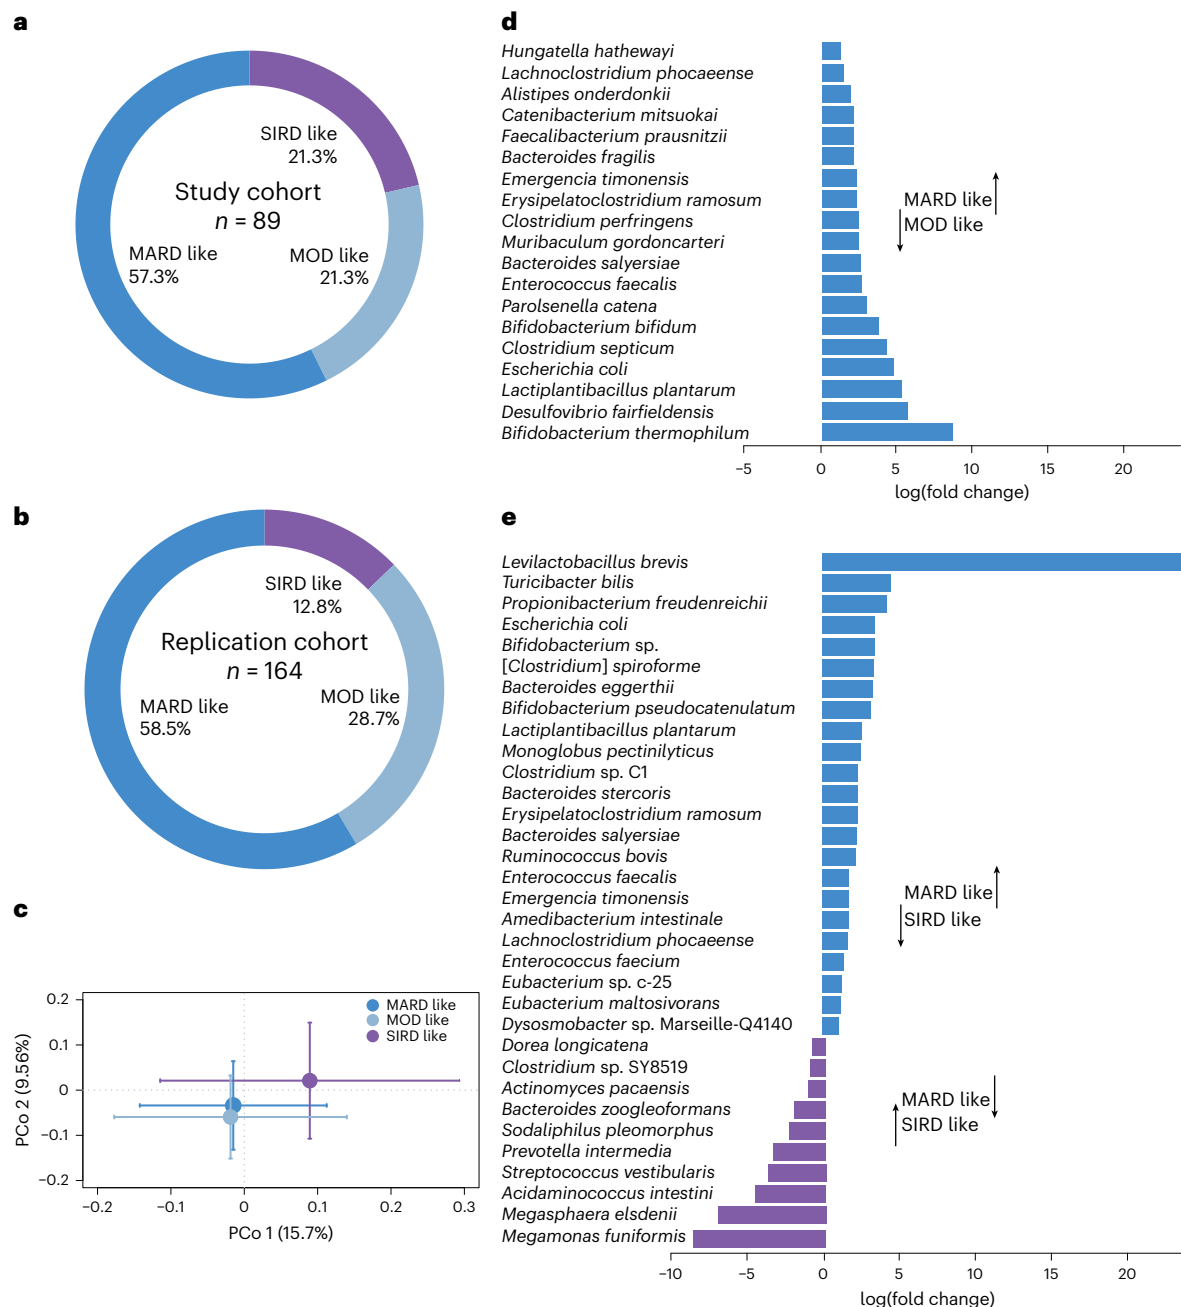 a
SIRD like
21.3%
Study cohort
n = 89
MARD like
57.3%
MOD like
21.3%
b
SIRD like
12.8%
Replication cohort
n = 164
MARD like
58.5%
MOD like
28.7%
c
0.2
0.1
0
−0.1
−0.2
PCo 2 (9.56%)
MARD like
MOD like
SIRD like
−0.2
−0.1
0
0.1
0.2
0.3
PCo 1 (15.7%)
d
Hungatella hathewayi
Lachnoclostridium phocaeense
Alistipes onderdonkii
Catenibacterium mitsuokai
Faecalibacterium prausnitzii
Bacteroides fragilis
Emergencia timonensis
Erysipelatoclostridium ramosum
Clostridium perfringens
Muribaculum gordoncarteri
Bacteroides salyersiae
Enterococcus faecalis
Parolsenella catena
Bifidobacterium bifidum
Clostridium septicum
Escherichia coli
Lactiplantibacillus plantarum
Desulfovibrio fairfieldensis
Bifidobacterium thermophilum
MARD like
MOD like
−5
0
5
10
15
20
log(fold change)
e
Levilactobacillus brevis
Turicibacter bilis
Propionibacterium freudenreichii
Escherichia coli
Bifidobacterium sp.
[Clostridium] spiroforme
Bacteroides eggerthii
Bifidobacterium pseudocatenulatum
Lactiplantibacillus plantarum
Monoglobus pectinilyticus
Clostridium sp. C1
Bacteroides stercoris
Erysipelatoclostridium ramosum
Bacteroides salyersiae
Ruminococcus bovis
Enterococcus faecalis
Emergencia timonensis
Amedibacterium intestinale
Lachnoclostridium phocaeense
Enterococcus faecium
Eubacterium sp. c-25
Eubacterium maltosivorans
Dysosmobacter sp. Marseille-Q4140
Dorea longicatena
Clostridium sp. SY8519
Actinomyces pacaensis
Bacteroides zoogleoformans
Sodaliphilus pleomorphus
Prevotella intermedia
Streptococcus vestibularis
Acidaminococcus intestini
Megasphaera elsdenii
Megamonas funiformis
MARD like
SIRD like
MARD like
SIRD like
−10
−5
0
5
10
15
20
log(fold change)